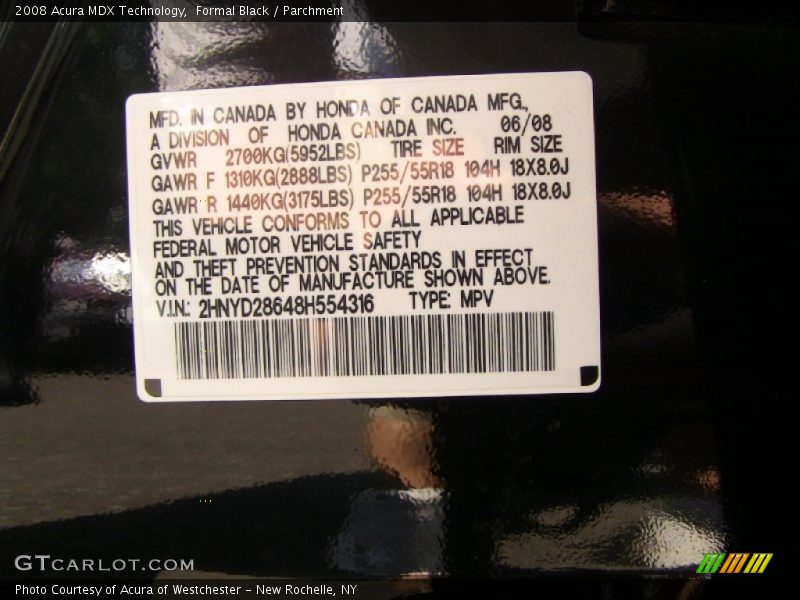 2008 Acura MDX Technology,  Formal Black / Parchment
MFD. IN CANADA BY HONDA OF CANADA MFG.,
A DIVISION OF HONDA CANADA INC. 06/08
GVWR 2700KG(5952LBS) TIRE SIZE RIM SIZE
GAWR F 1310KG(2888LBS) P255/55R18 104H 18X8.0J
GAWR R 1440KG(3175LBS) P255/55R18 104H 18X8.0J
THIS VEHICLE CONFORMS TO ALL APPLICABLE
FEDERAL MOTOR VEHICLE SAFETY
AND THEFT PREVENTION STANDARDS IN EFFECT
ON THE DATE OF MANUFACTURE SHOWN ABOVE.
V.I.N.: 2HNYD28648H554316 TYPE: MPV
GTCARLOT.COM
Photo Courtesy of Acura of Westchester - New Rochelle, NY